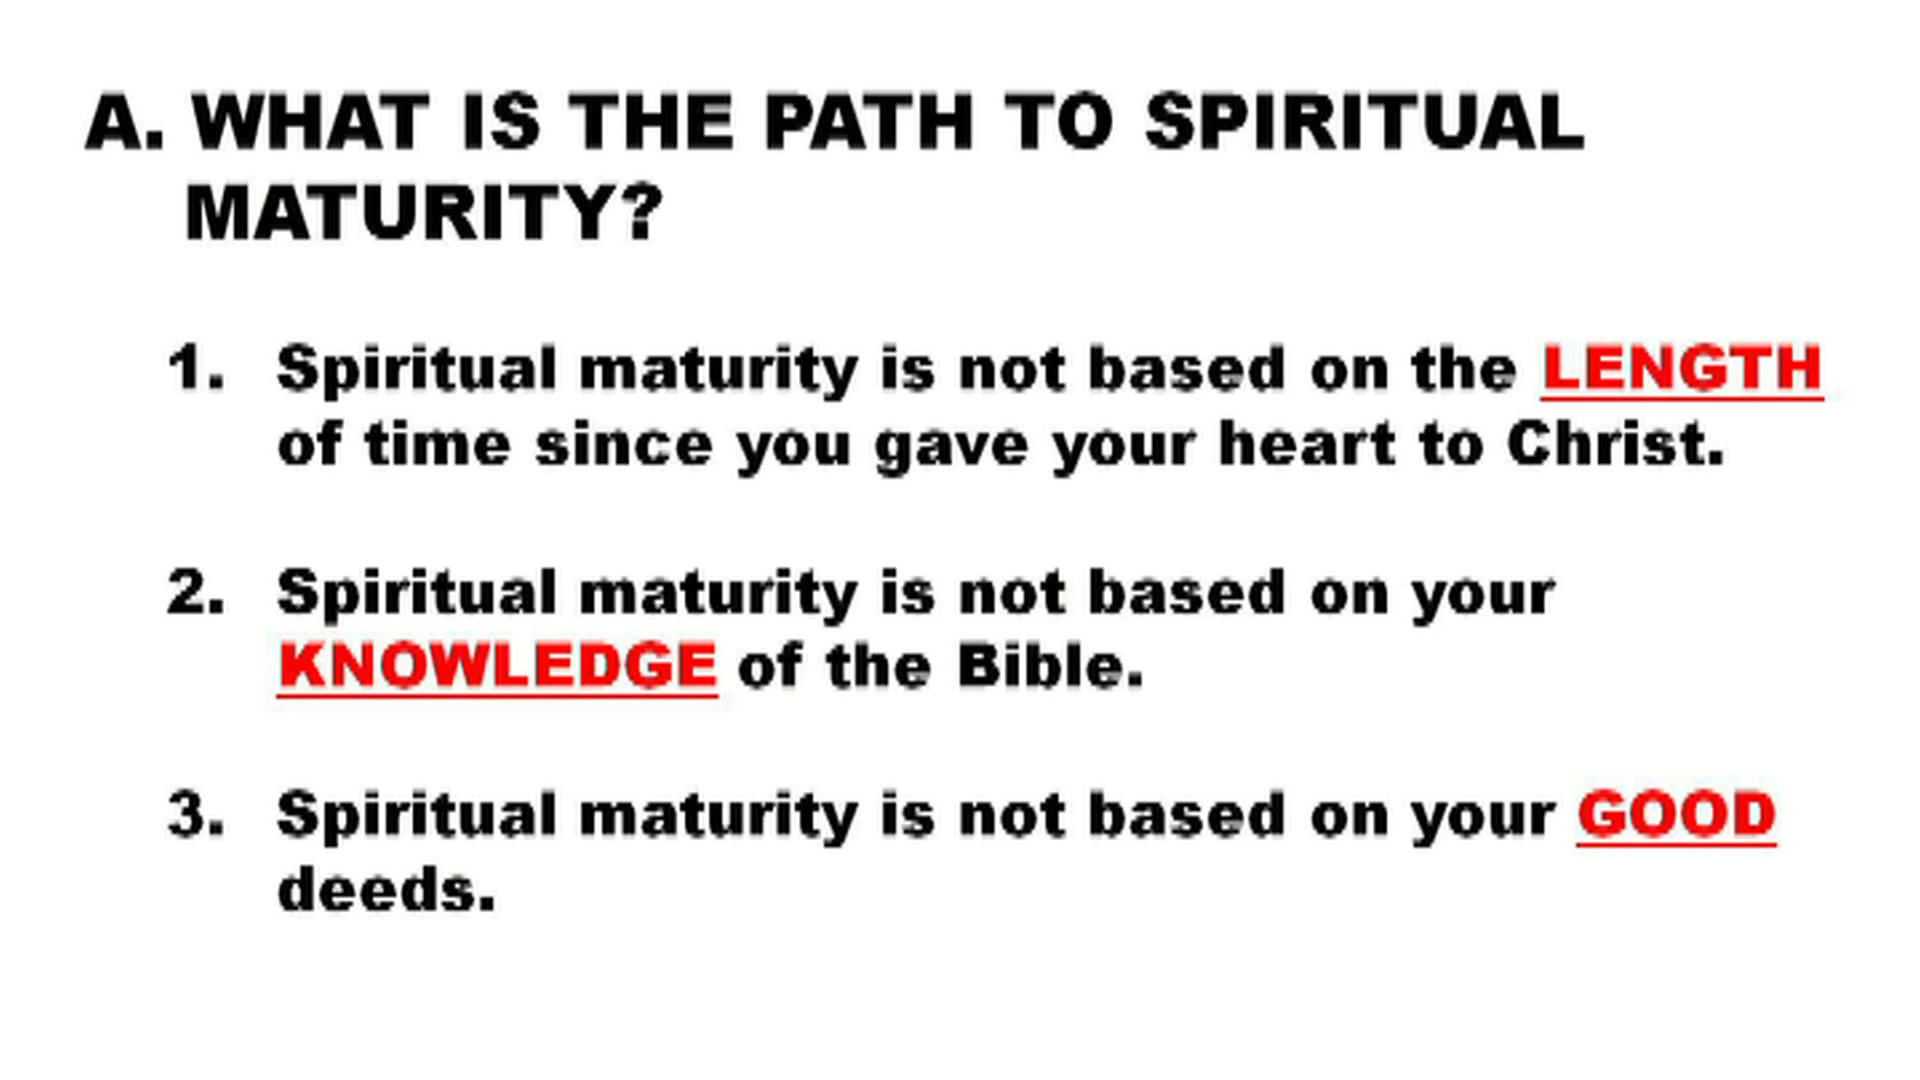 A. WHAT IS THE PATH TO SPIRITUAL
MATURITY?
1. Spiritual maturity is not based on the LENGTH
of time since you gave your heart to Christ.
2. Spiritual maturity is not based on your
KNOWLEDGE of the Bible.
3. Spiritual maturity is not based on your GOOD
deeds.